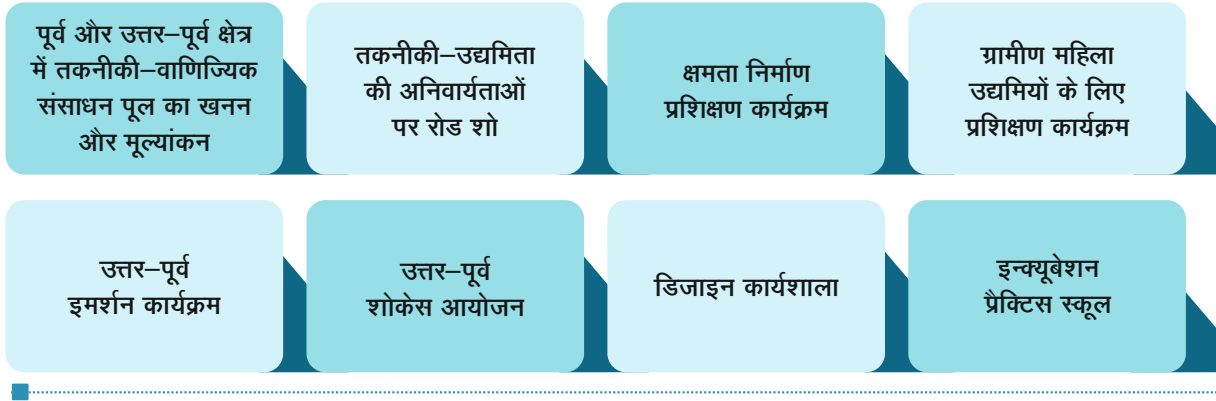 पूर्व और उत्तर–पूर्व क्षेत्र
में तकनीकी–वाणिज्यिक
संसाधन पूल का खनन
और मूल्यांकन
तकनीकी–उद्यमिता
की अनिवार्यताओं
पर रोड शो
क्षमता निर्माण
प्रशिक्षण कार्यक्रम
ग्रामीण महिला
उद्यमियों के लिए
प्रशिक्षण कार्यक्रम
उत्तर–पूर्व
इमर्शन कार्यक्रम
उत्तर–पूर्व
शोकेस आयोजन
डिजाइन कार्यशाला
इन्क्यूबेशन
प्रैक्टिस स्कूल